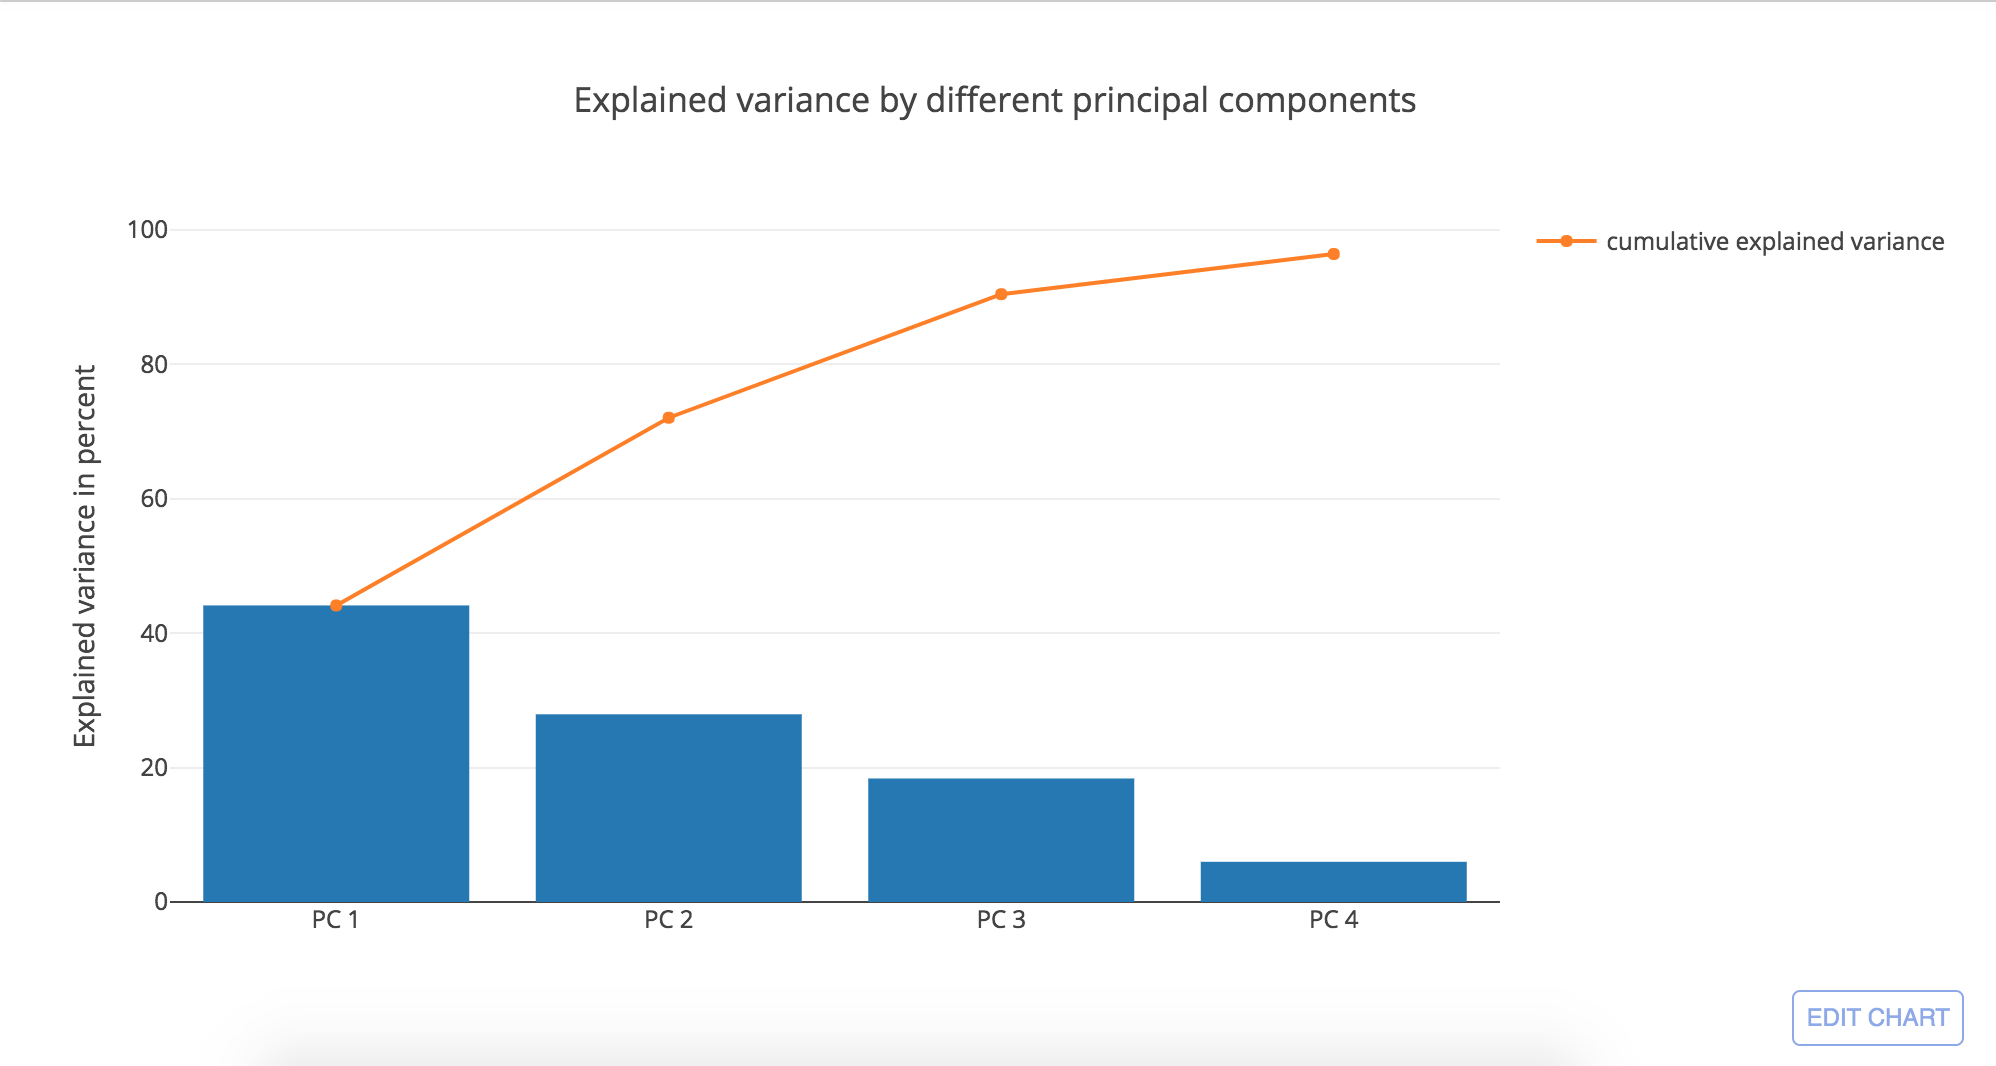 Explained variance by different principal components
cumulative explained variance
Explained variance in percent
100
80
60
40
20
0
PC 1
PC 2
PC 3
PC 4
EDIT CHART